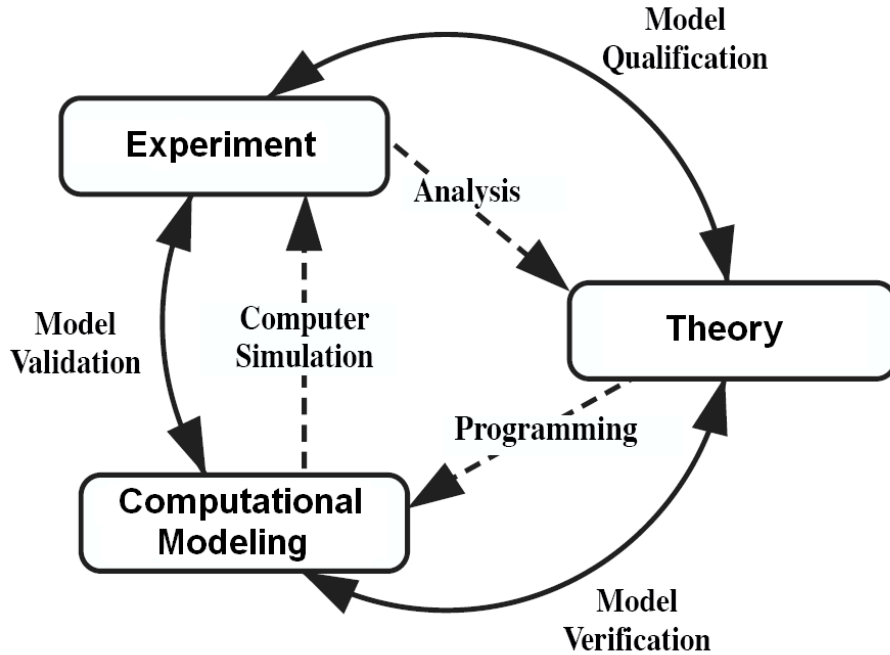 Model
Qualification
Experiment
Analysis
Theory
Model
Validation
Computer
Simulation
Programming
Computational
Modeling
Model
Verification